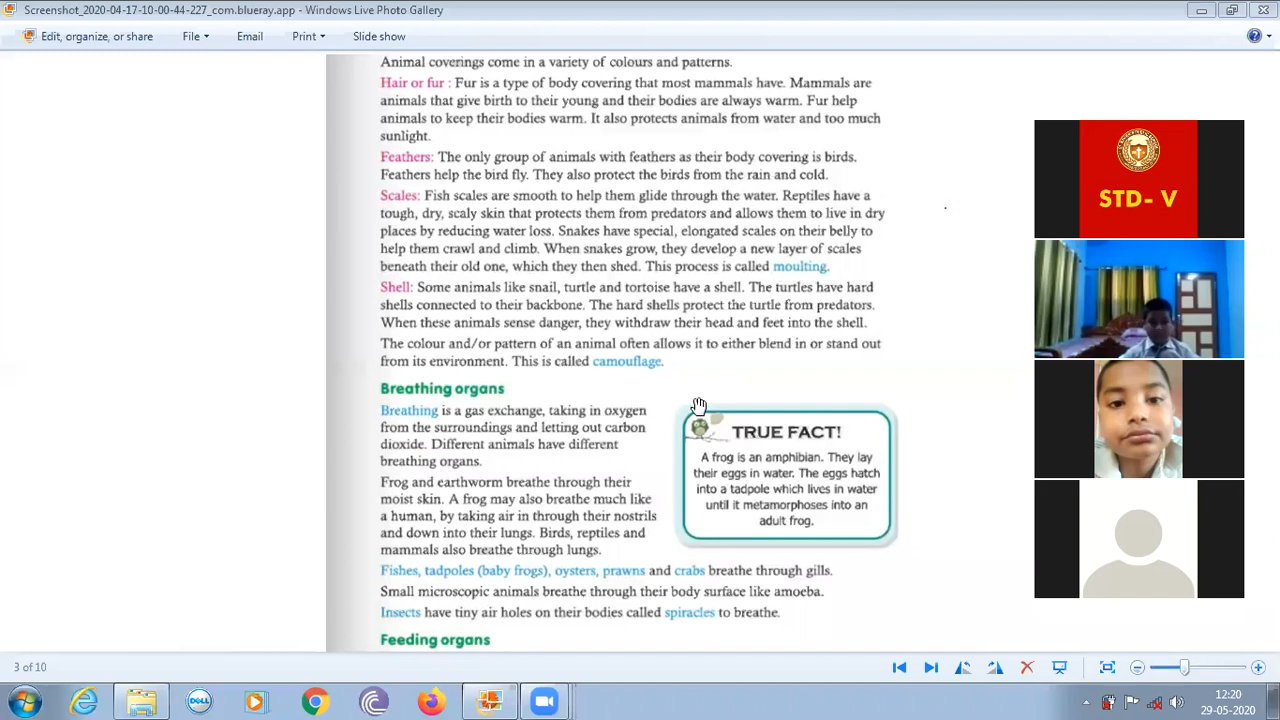 Screenshot_2020-04-17-10-00-44-227_com.blueray.app - Windows Live Photo Gallery
Edit, organize, or share File Email Print Slide show
Animal coverings come in a variety of colours and patterns.
Hair or fur : Fur is a type of body covering that most mammals have. Mammals are
animals that give birth to their young and their bodies are always warm. Fur help
animals to keep their bodies warm. It also protects animals from water and too much
sunlight.
Feathers: The only group of animals with feathers as their body covering is birds.
Feathers help the bird fly. They also protect the birds from the rain and cold.
Scales: Fish scales are smooth to help them glide through the water. Reptiles have a
tough, dry, scaly skin that protects them from predators and allows them to live in dry
places by reducing water loss. Snakes have special, elongated scales on their belly to
help them crawl and climb. When snakes grow, they develop a new layer of scales
beneath their old one, which they then shed. This process is called moulting.
Shell: Some animals like snail, turtle and tortoise have a shell. The turtles have hard
shells connected to their backbone. The hard shells protect the turtle from predators.
When these animals sense danger, they withdraw their head and feet into the shell.
The colour and/or pattern of an animal often allows it to either blend in or stand out
from its environment. This is called camouflage.
Breathing organs
Breathing is a gas exchange, taking in oxygen
from the surroundings and letting out carbon
dioxide. Different animals have different
breathing organs.
Frog and earthworm breathe through their
moist skin. A frog may also breathe much like
a human, by taking air in through their nostrils
and down into their lungs. Birds, reptiles and
mammals also breathe through lungs.
TRUE FACT!
A frog is an amphibian. They lay
their eggs in water. The eggs hatch
into a tadpole which lives in water
until it metamorphoses into an
adult frog.
Fishes, tadpoles (baby frogs), oysters, prawns and crabs breathe through gills.
Small microscopic animals breathe through their body surface like amoeba.
Insects have tiny air holes on their bodies called spiracles to breathe.
Feeding organs
STD- V
3 of 10
DELL
12:20
29-05-2020